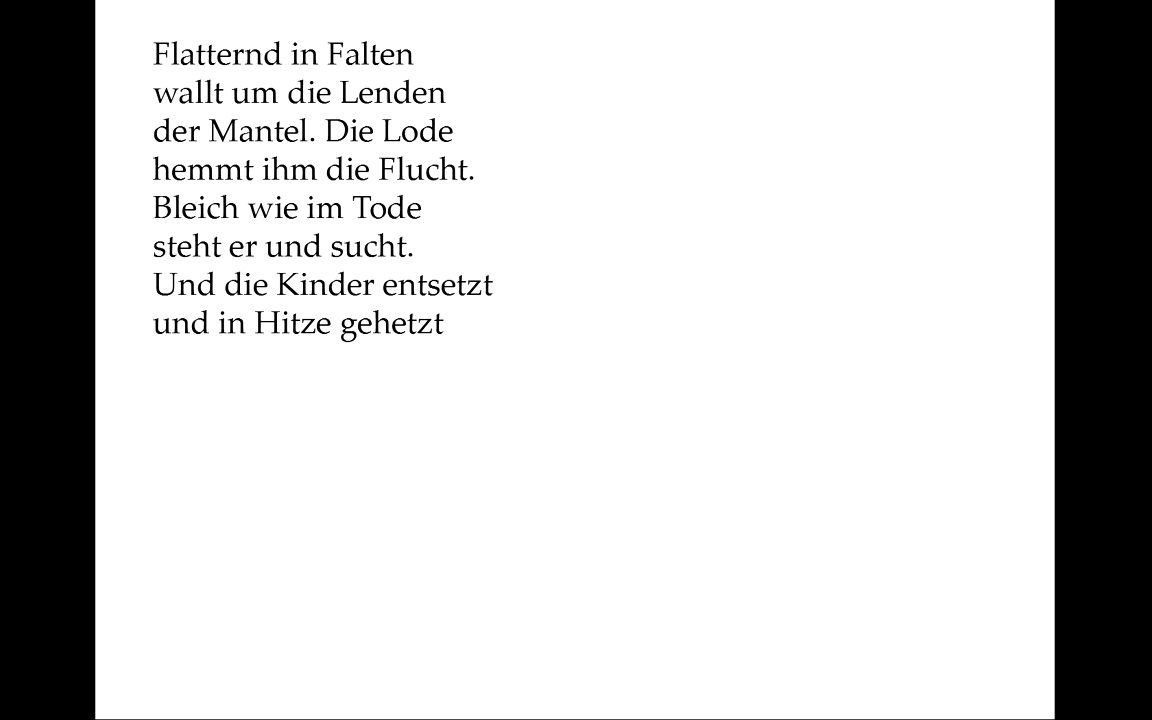 Flatternd in Falten
wallt um die Lenden
der Mantel. Die Lode
hemmt ihm die Flucht.
Bleich wie im Tode
steht er und sucht.
Und die Kinder entsetzt
und in Hitze gehetzt